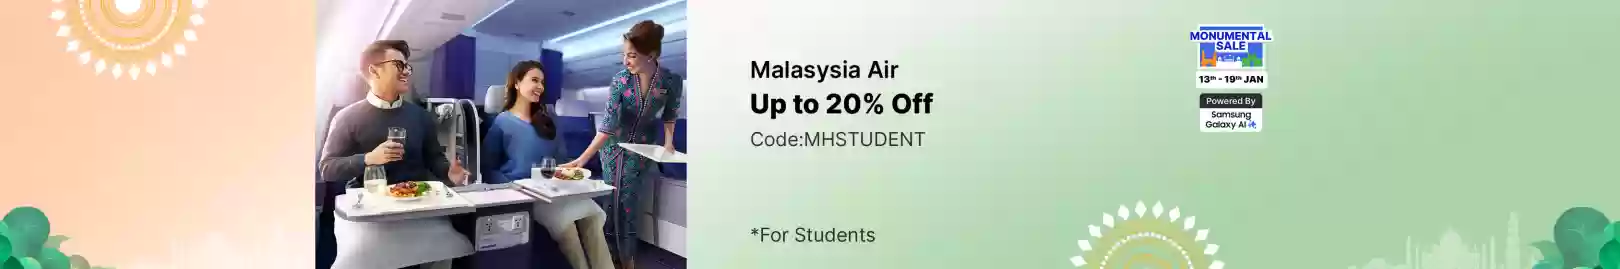 Malasysia Air
Up to 20% Off
Code:MHSTUDENT
*For Students
MONUMENTAL
SALE
13th - 19th JAN
Powered By
Samsung
Galaxy AI